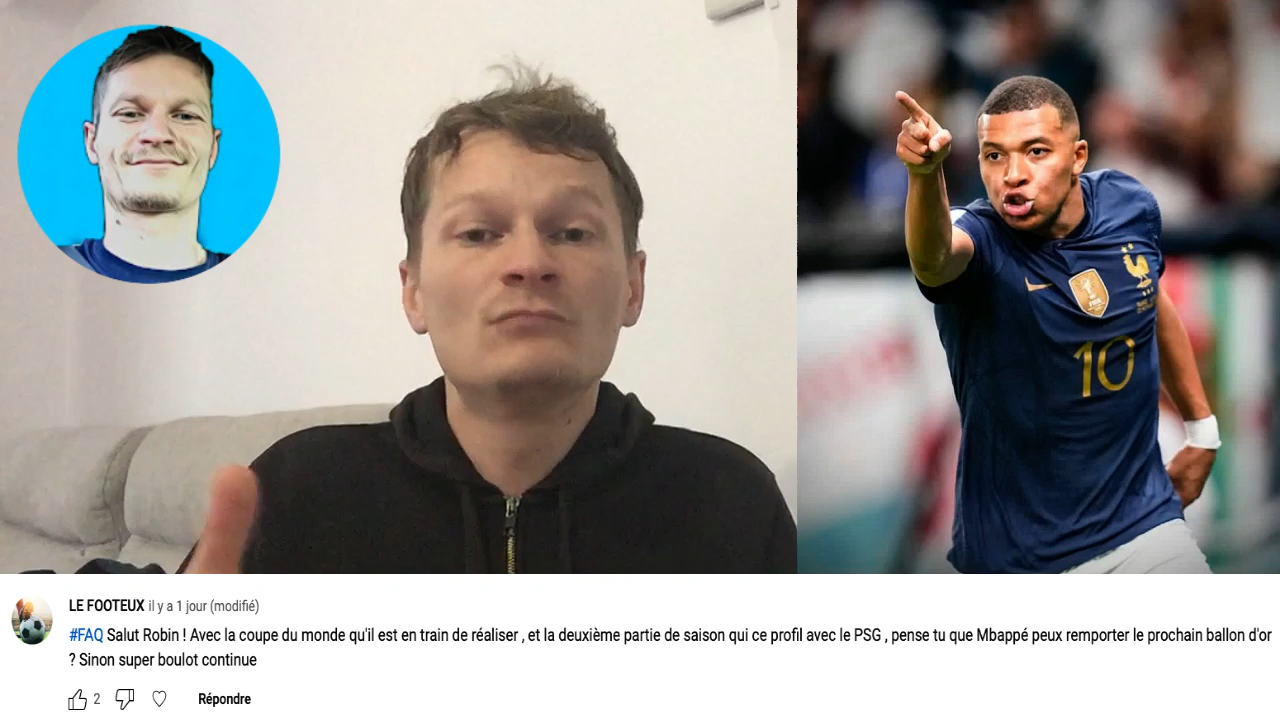 10
LE FOOTEUX il y a 1 jour (modifié)
#FAQ Salut Robin ! Avec la coupe du monde qu'il est en train de réaliser , et la deuxième partie de saison qui ce profil avec le PSG , pense tu que Mbappé peux remporter le prochain ballon d'or
? Sinon super boulot continue
2
Répondre